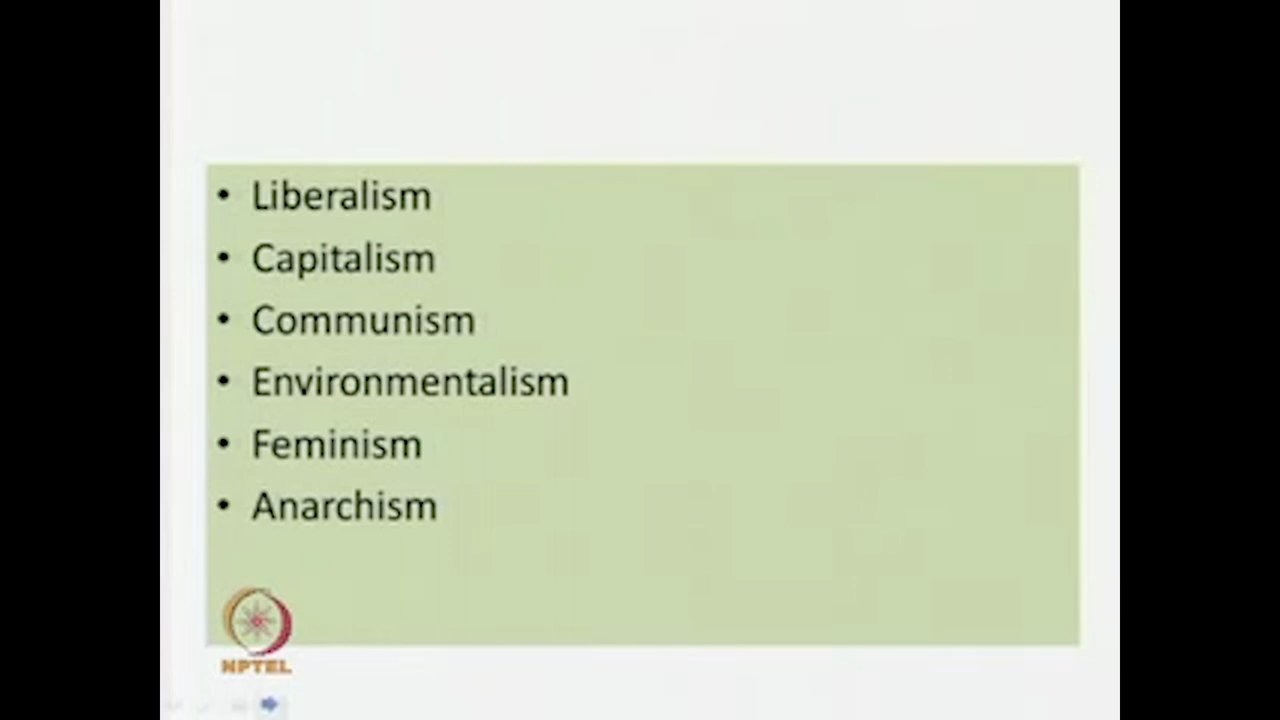 • Liberalism
• Capitalism
• Communism
• Environmentalism
• Feminism
• Anarchism
NPTEL